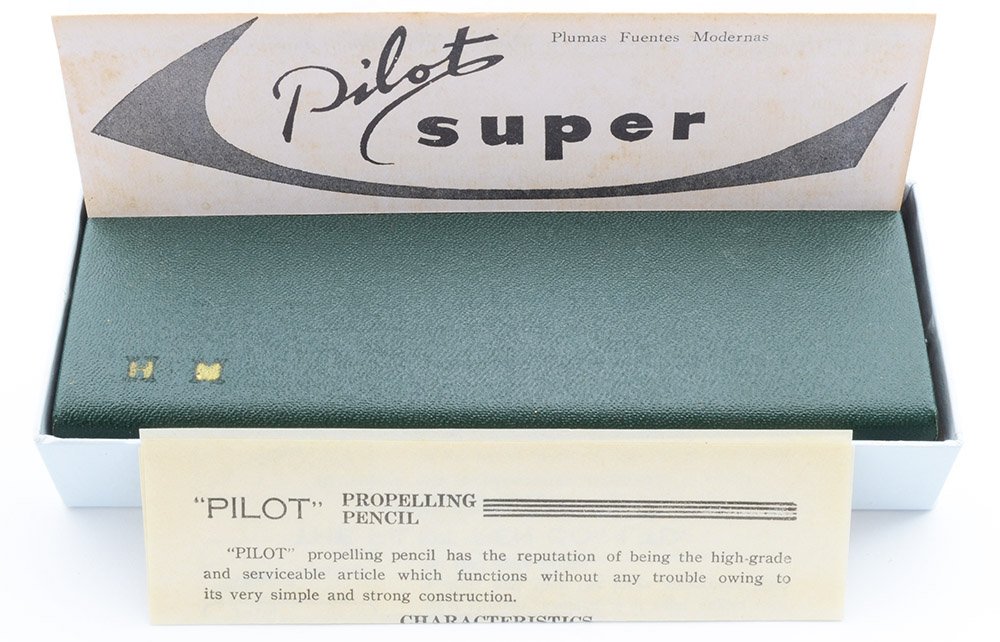 Plumas Fuentes Modernas
Pilot
super
H M
"PILOT" PROPELLING
PENCIL
"PILOT" propelling pencil has the reputation of being the high-grade
and serviceable article which functions without any trouble owing to
its very simple and strong construction.
CHARACTERISTICS